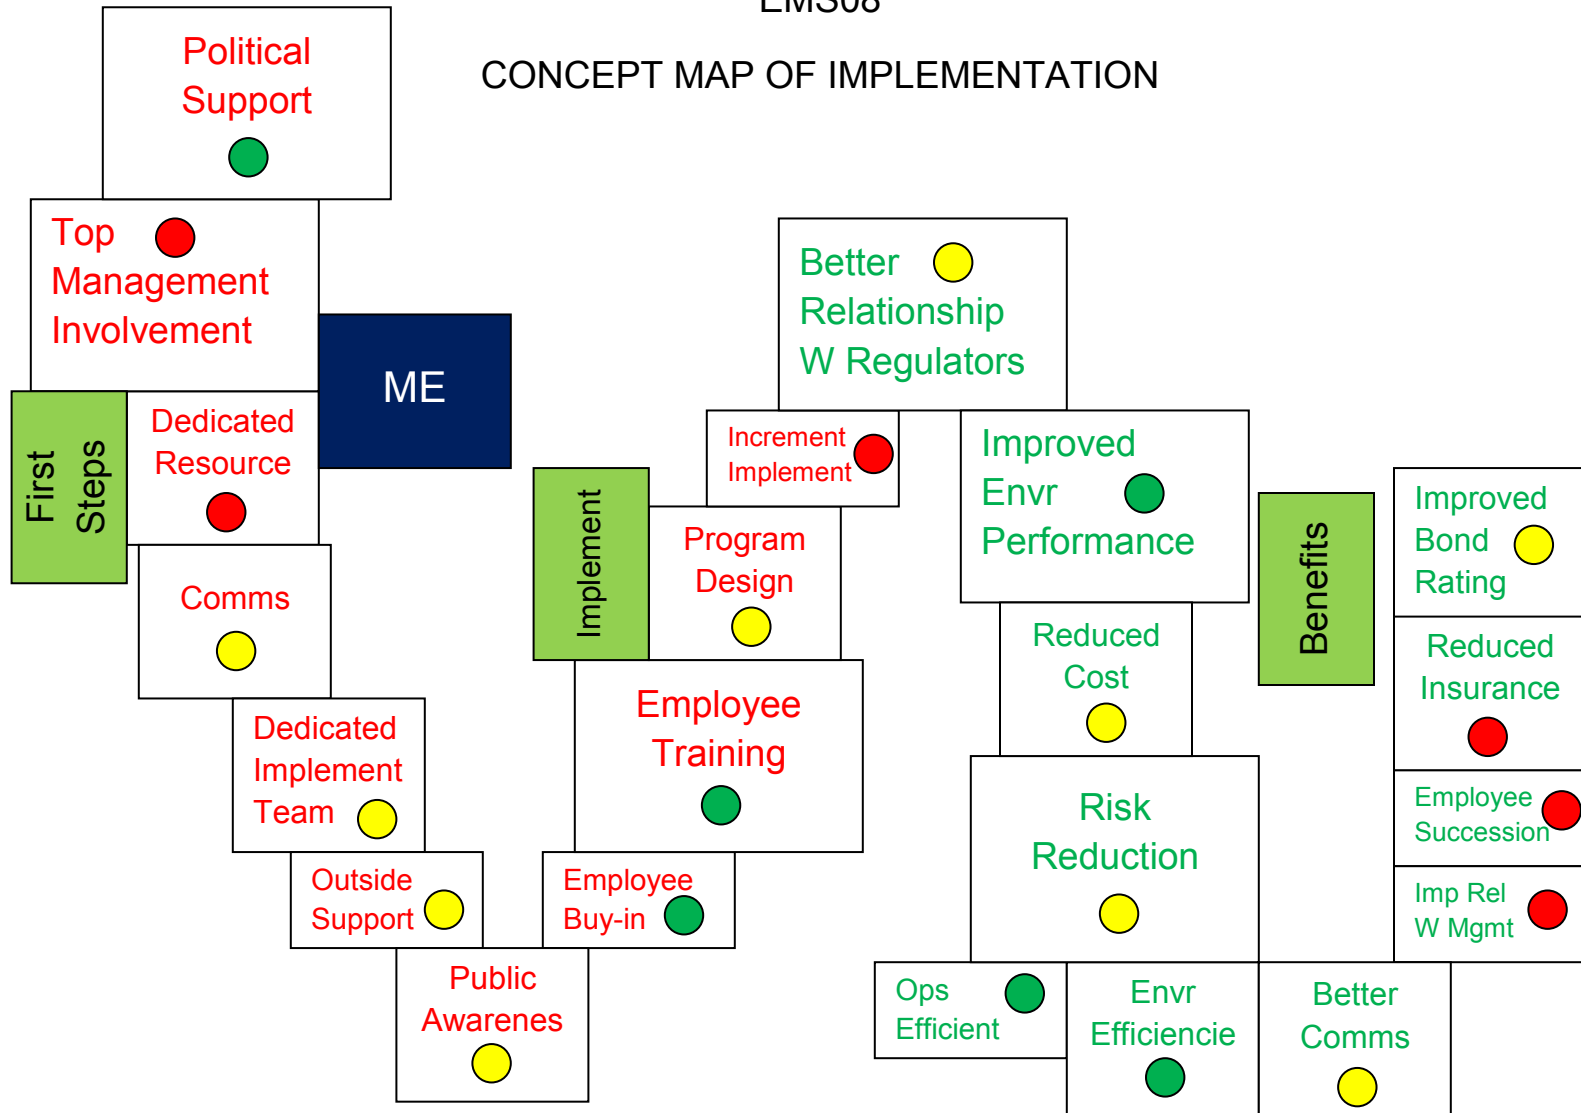 EMS08
CONCEPT MAP OF IMPLEMENTATION
Political
Support
Top
Management
Involvement
ME
First
Steps
Dedicated
Resource
Comms
Dedicated
Implement
Team
Outside
Support
Public
Awarenes
Employee
Buy-in
Employee
Training
Implement
Program
Design
Increment
Implement
Better
Relationship
W Regulators
Improved
Envr
Performance
Reduced
Cost
Risk
Reduction
Ops
Efficient
Envr
Efficiencie
Better
Comms
Benefits
Improved
Bond
Rating
Reduced
Insurance
Employee
Succession
Imp Rel
W Mgmt